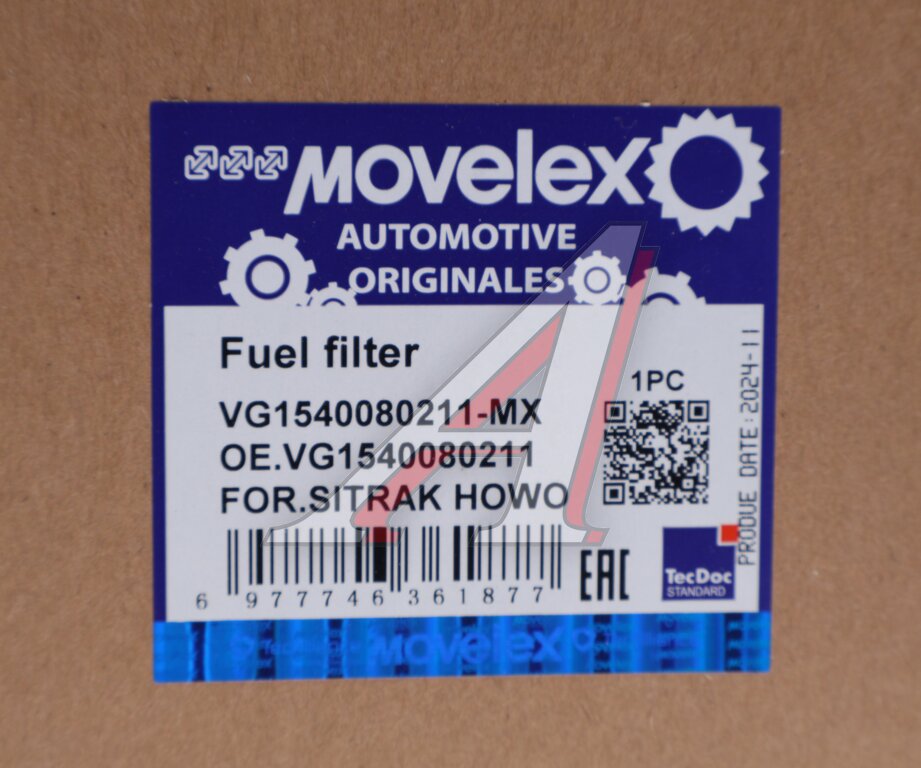 MOVELEX
AUTOMOTIVE
ORIGINALES
Fuel filter
VG1540080211-MX
OE.VG1540080211
FOR.SITRAK HOWO
1PC
PRODUE DATE:2024-11
6 977746 361877
EAC
TecDoc
STANDARD
MOVELEX